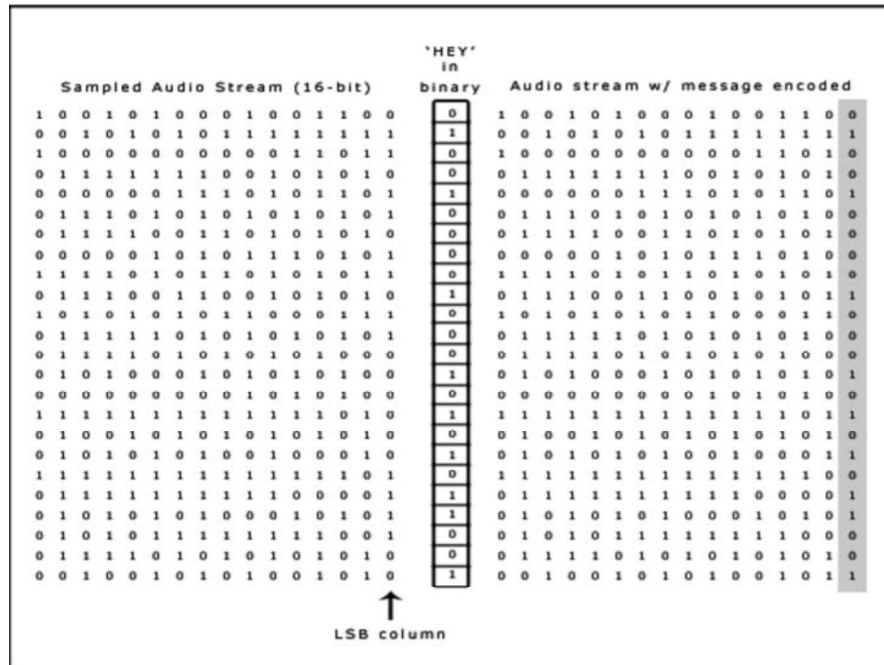 'HEY'
in
Sampled Audio Stream (16-bit) binary Audio stream w/ message encoded
1 0 0 1 0 1 0 0 0 1 0 0 1 1 0 0 0 1 0 0 1 0 1 0 0 0 1 0 0 1 1 0 0
0 0 1 0 1 0 1 0 1 1 1 1 1 1 1 1 1 0 0 1 0 1 0 1 0 1 1 1 1 1 1 1 1
1 0 0 0 0 0 0 0 0 0 0 1 1 0 1 1 0 1 0 0 0 0 0 0 0 0 0 0 1 1 0 1 0
0 1 1 1 1 1 1 1 0 0 1 0 1 0 1 0 0 0 1 1 1 1 1 1 1 0 0 1 0 1 0 1 0
0 0 0 0 0 0 1 1 1 0 1 0 1 1 0 1 1 0 0 0 0 0 0 1 1 1 0 1 0 1 1 0 1
0 1 1 1 0 1 0 1 0 1 0 1 0 1 0 1 0 0 1 1 1 0 1 0 1 0 1 0 1 0 1 0 0
0 1 1 1 1 0 0 1 1 0 1 0 1 0 1 0 0 0 1 1 1 1 0 0 1 1 0 1 0 1 0 1 0
0 0 0 0 1 0 1 0 1 1 0 1 0 1 0 1 0 0 0 0 0 1 0 1 0 1 1 0 1 0 1 0 0
1 1 1 1 0 1 0 1 1 0 1 1 0 1 0 1 0 1 1 1 1 0 1 0 1 1 0 1 1 0 1 0 0
0 1 1 1 0 0 1 1 0 0 1 0 1 0 1 0 1 0 1 1 1 0 0 1 1 0 0 1 0 1 0 1 1
1 0 1 0 1 0 1 0 1 1 0 0 0 1 1 1 0 1 0 1 0 1 0 1 0 1 1 0 0 0 1 1 0
0 1 1 1 1 1 0 1 0 1 0 1 0 1 0 1 0 0 1 1 1 1 1 0 1 0 1 0 1 0 1 0 0
0 1 1 1 1 0 1 0 1 0 1 0 1 0 0 0 0 0 1 1 1 1 0 1 0 1 0 1 0 1 0 0 0
0 1 0 1 0 0 0 1 0 1 0 1 0 1 0 0 1 0 1 0 1 0 0 0 1 0 1 0 1 0 1 0 1
0 0 0 0 0 0 0 0 1 0 1 0 1 0 1 0 0 0 0 0 0 0 0 0 0 1 0 1 0 1 0 1 0
1 1 1 1 1 1 1 1 1 1 1 1 1 0 1 0 1 1 1 1 1 1 1 1 1 1 1 1 1 1 0 1 1
0 1 0 0 1 0 1 0 1 0 1 0 1 0 1 0 0 0 1 0 0 1 0 1 0 1 0 1 0 1 0 1 0
0 1 0 1 0 1 1 0 1 0 1 0 1 0 0 1 1 0 1 0 1 0 1 1 0 1 0 1 0 1 0 0 1
1 1 1 1 1 1 1 1 1 1 1 1 1 1 0 1 0 1 1 1 1 1 1 1 1 1 1 1 1 1 1 0 0
0 1 1 1 1 1 1 1 1 1 1 0 0 0 0 1 1 0 1 1 1 1 1 1 1 1 1 1 0 0 0 0 1
0 1 0 1 0 1 0 1 0 0 0 1 0 1 0 1 1 0 1 0 1 0 1 0 1 0 0 0 1 0 1 0 1
0 1 0 1 0 1 1 1 1 1 1 1 1 0 0 1 0 0 1 0 1 0 1 1 1 1 1 1 1 1 0 0 0
0 1 1 1 1 0 1 0 1 0 1 0 1 0 1 0 0 0 1 1 1 1 0 1 0 1 0 1 0 1 0 1 0
0 0 1 0 0 1 0 1 0 1 0 0 1 0 1 0 1 0 0 1 0 0 1 0 1 0 1 0 0 1 0 1 1
LSB column